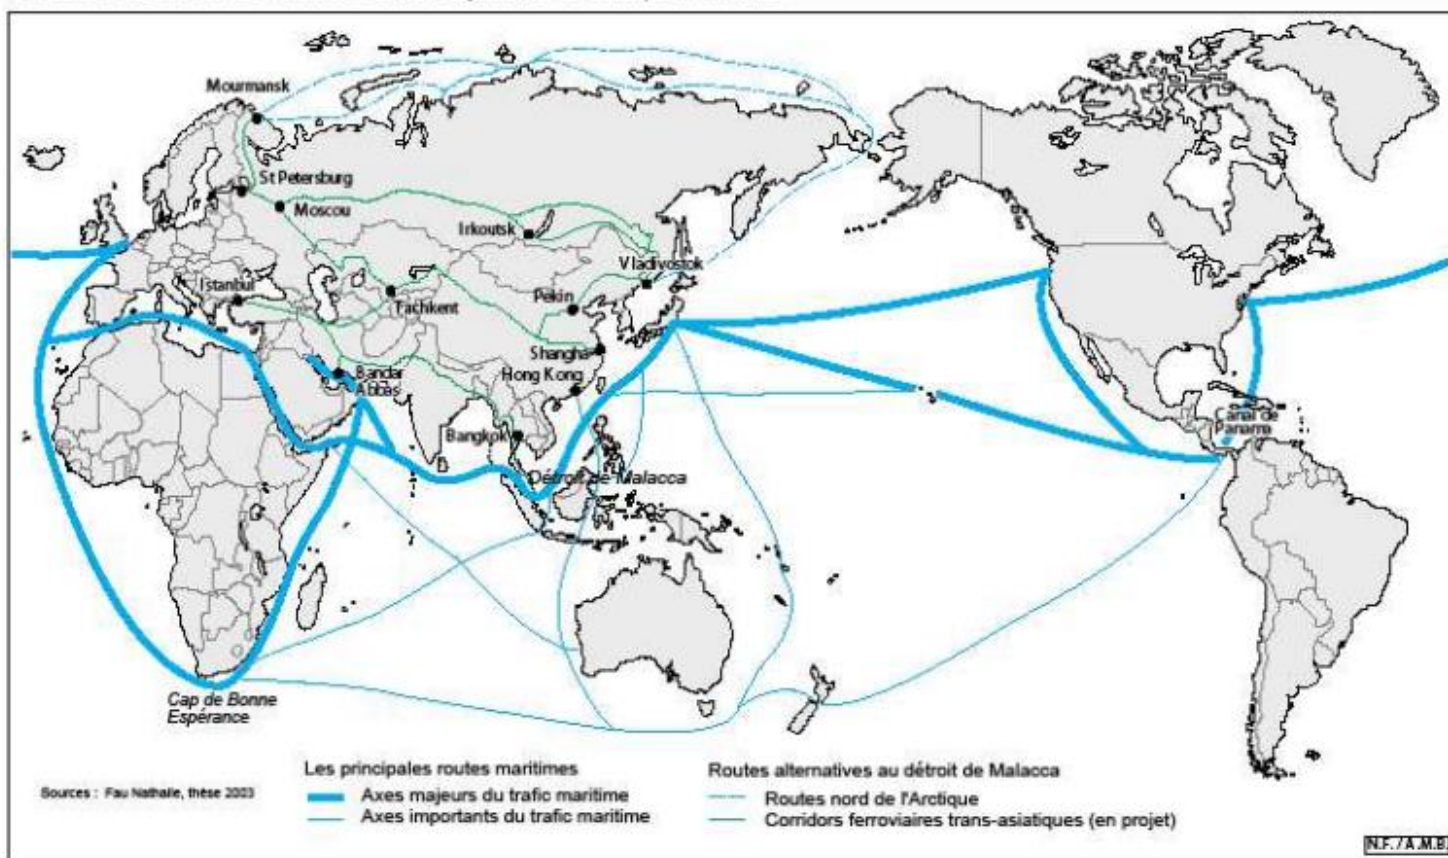 Mourmansk
St Petersburg
Moscou
Irkoutsk
Vladivostok
Istanbul
Tachkent
Pékin
Shanghai
Hong Kong
Bandar
Abbas
Bangkok
Détroit de Malacca
Canal de
Panama
Cap de Bonne
Espérance
Les principales routes maritimes
Axes majeurs du trafic maritime
Axes importants du trafic maritime
Routes alternatives au détroit de Malacca
Routes nord de l'Arctique
Corridors ferroviaires trans-asiatiques (en projet)
Sources : Fau Nathalie, thèse 2003
N.F. / A.M.B.